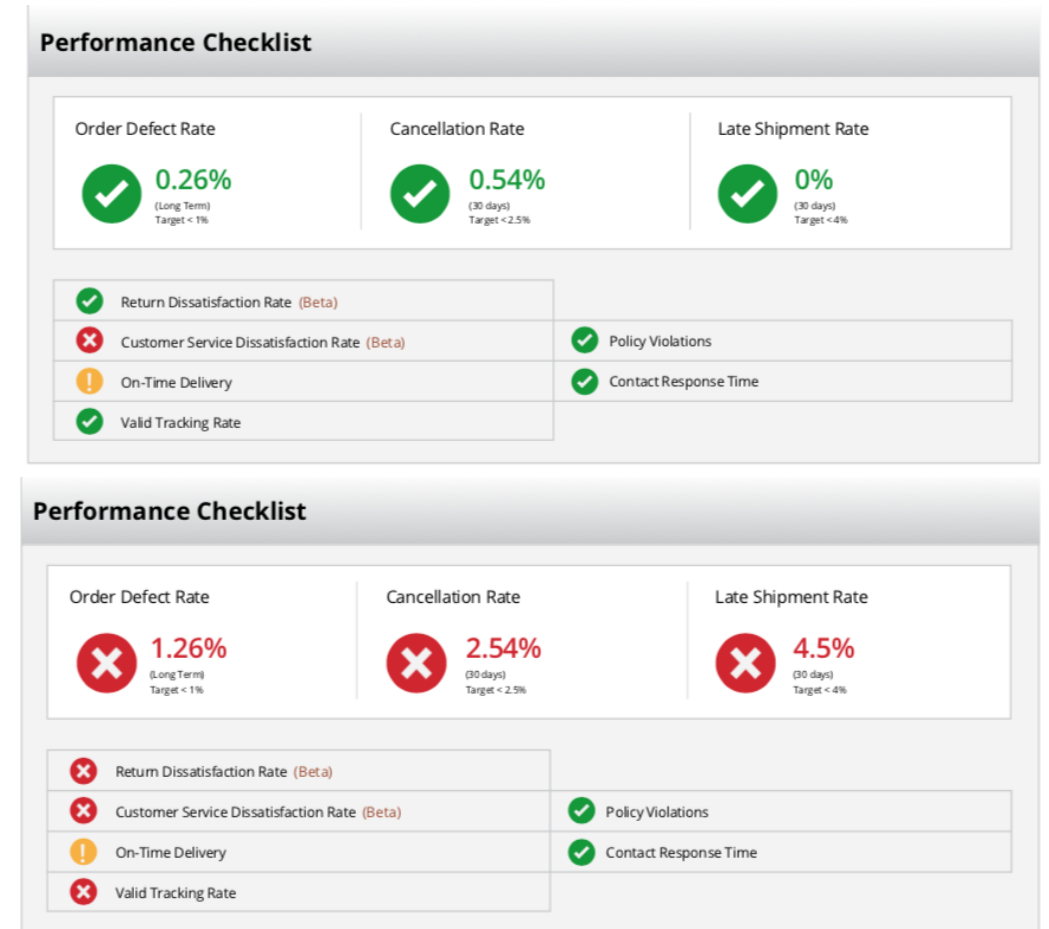 Performance Checklist
Order Defect Rate
0.26%
(Long Term)
Target < 1%
Cancellation Rate
0.54%
(30 days)
Target <2.5%
Late Shipment Rate
0%
(30 days)
Target <4%
Return Dissatisfaction Rate (Beta)
Customer Service Dissatisfaction Rate (Beta)
Policy Violations
On-Time Delivery
Contact Response Time
Valid Tracking Rate
Performance Checklist
Order Defect Rate
1.26%
(Long Term)
Target < 1%
Cancellation Rate
2.54%
(30 days)
Target < 2.5%
Late Shipment Rate
4.5%
(30 days)
Target < 4%
Return Dissatisfaction Rate (Beta)
Customer Service Dissatisfaction Rate (Beta)
Policy Violations
On-Time Delivery
Contact Response Time
Valid Tracking Rate